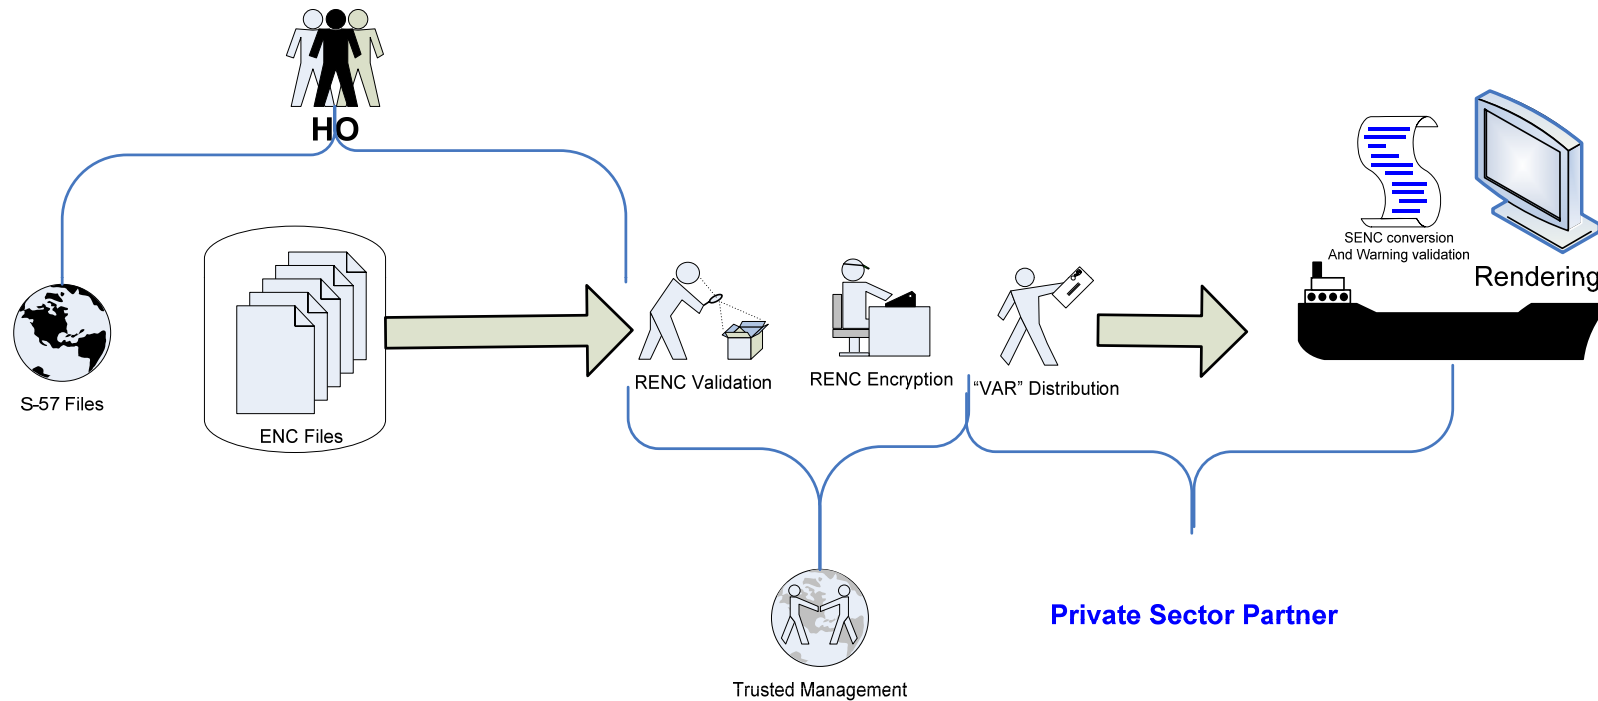 HO
SENC conversion
And Warning validation
Rendering
S-57 Files
ENC Files
RENC Validation
RENC Encryption
“VAR” Distribution
Private Sector Partner
Trusted Management